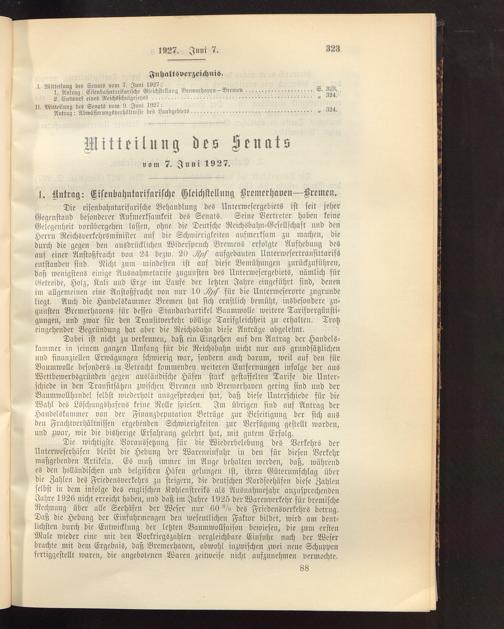 1927. Juni 7.
323
Inhaltsverzeichnis.
I. Mitteilung des Senats vom 7. Juni 1927:
1. Antrag: Eisenbahntarifarische Gleichstellung Bremerhaven—Bremen S. 323.
2. Entwurf eines Reichsschulgesetzes „ 324.
II. Mitteilung des Senats vom 9. Juni 1927:
Antrag: Abwässerungsverhältnisse des Landgebiets „ 324.
Mitteilung des Senats
vom 7. Juni 1927.
1. Antrag: Eisenbahntarifarische Gleichstellung Bremerhaven—Bremen.
Die eisenbahntarifarische Behandlung des Unterwesergebiets ist seit jeher
Gegenstand besonderer Aufmerksamkeit des Senats. Seine Vertreter haben keine
Gelegenheit vorübergehen lassen, ohne die Deutsche Reichsbahn-Gesellschaft und den
Herrn Reichsverkehrsminister auf die Schwierigkeiten aufmerksam zu machen, die
durch die gegen den ausdrücklichen Widerspruch Bremens erfolgte Aufhebung des
auf einer Anstoßfracht von 24 bezw. 20 Rpf aufgebauten Unterwesertransittarifs
entstanden sind. Nicht zum mindesten ist auf diese Bemühungen zurückzuführen,
daß wenigstens einige Ausnahmetarife zugunsten des Unterwesergebiets, nämlich für
Getreide, Holz, Kali und Erze im Laufe der letzten Jahre eingeführt sind, denen
im allgemeinen eine Anstoßfracht von nur 10 Rpf für die Unterweserorte zugrunde
liegt. Auch die Handelskammer Bremen hat sich ernstlich bemüht, insbesondere zu-
gunsten Bremerhavens für dessen Standardartikel Baumwolle weitere Tarifvergünsti-
gungen, und zwar für den Transitverkehr völlige Tarifgleichheit zu erhalten. Trotz
eingehender Begründung hat aber die Reichsbahn diese Anträge abgelehnt.
Dabei ist nicht zu verkennen, daß ein Eingehen auf den Antrag der Handels-
kammer in seinem ganzen Umfang für die Reichsbahn nicht nur aus grundsätzlichen
und finanziellen Erwägungen schwierig war, sondern auch darum, weil auf den für
Baumwolle besonders in Betracht kommenden weiteren Entfernungen infolge der aus
Wettbewerbsgründen gegen ausländische Häfen stark gestaffelten Tarife die Unter-
schiede in den Transitsätzen zwischen Bremen und Bremerhaven gering sind und der
Baumwollhandel selbst wiederholt ausgesprochen hat, daß diese Unterschiede für die
Wahl des Löschungshafens keine Rolle spielen. Im übrigen sind auf Antrag der
Handelskammer von der Finanzdeputation Beträge zur Beseitigung der sich aus
den Frachtverhältnissen ergebenden Schwierigkeiten zur Verfügung gestellt worden,
und zwar, wie die bisherige Erfahrung gelehrt hat, mit gutem Erfolg.
Die wichtigste Voraussetzung für die Wiederbelebung des Verkehrs der
Unterweserhäfen bleibt die Hebung der Wareneinfuhr in den für diesen Verkehr
maßgebenden Artikeln. Es muß immer im Auge behalten werden, daß, während
es den holländischen und belgischen Häfen gelungen ist, ihren Güterumschlag über
die Zahlen des Friedensverkehrs zu steigern, die deutschen Nordseehäfen diese Zahlen
selbst in dem infolge des englischen Kohlenstreiks als Ausnahmejahr anzusprechenden
Jahre 1926 nicht erreicht haben, und daß im Jahre 1925 der Warenverkehr für bremische
Rechnung über alle Seehäfen der Weser nur 60 % des Friedensverkehrs betrug.
Daß die Hebung der Einfuhrmengen den wesentlichen Faktor bildet, wird am deut-
lichsten durch die Entwicklung der letzten Baumwollsaison bewiesen, die zum ersten
Male wieder eine mit den Vorkriegszahlen vergleichbare Einfuhr nach der Weser
brachte mit dem Ergebnis, daß Bremerhaven, obwohl inzwischen zwei neue Schuppen
fertiggestellt waren, die angebotenen Waren zeitweise nicht aufzunehmen vermochte.
88